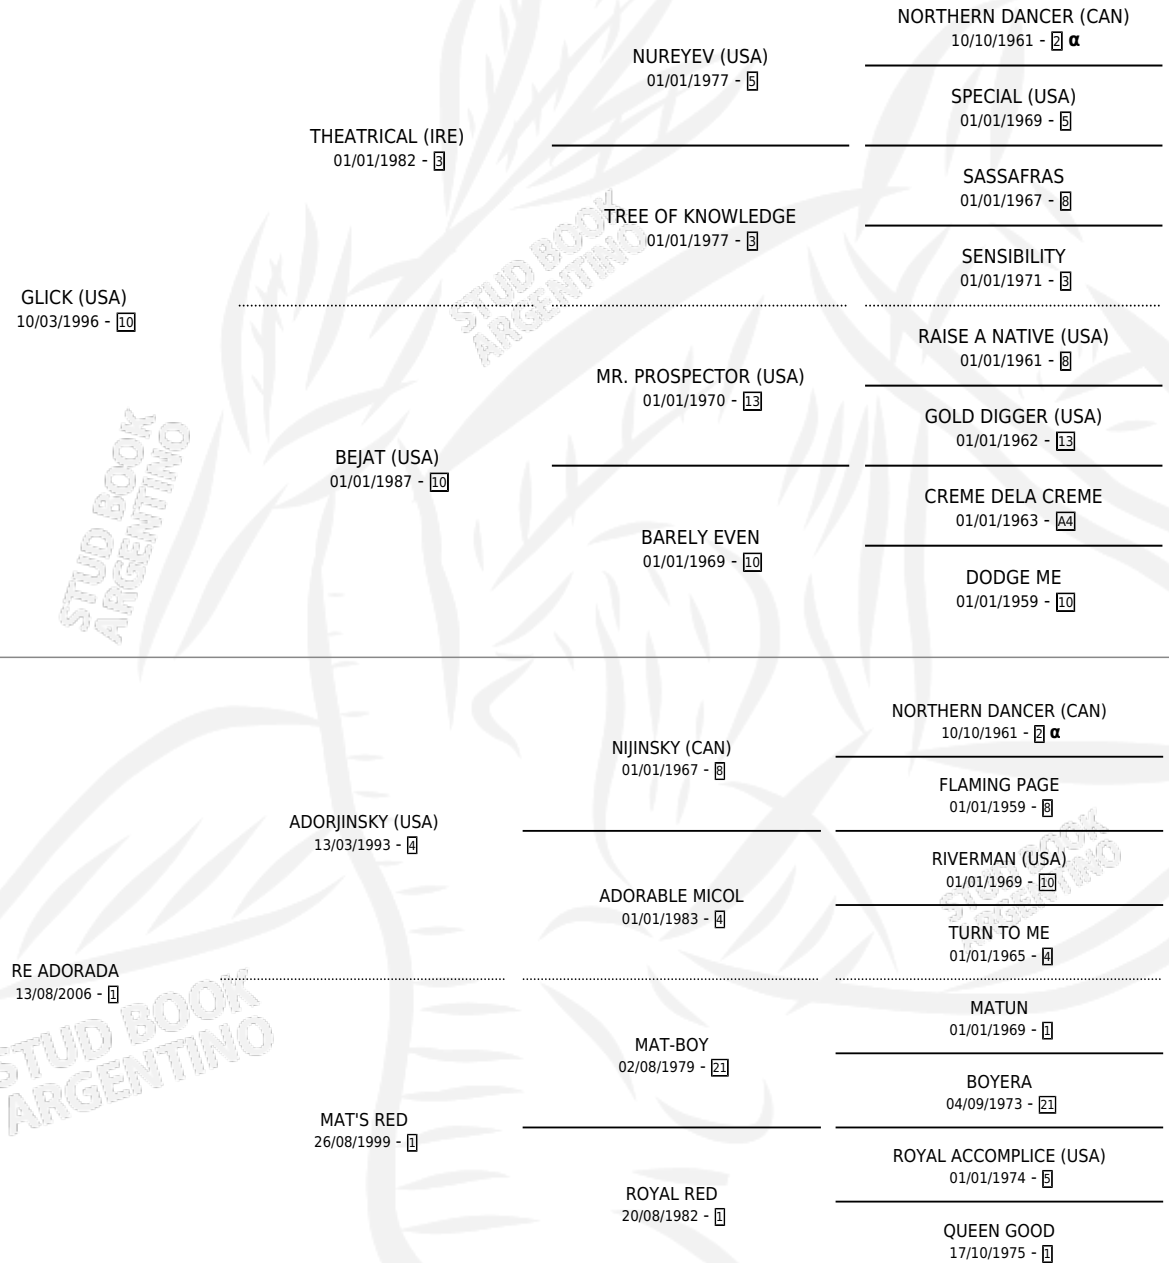 NORTHERN DANCER (CAN)
10/10/1961 - 2 α
NUREYEV (USA)
01/01/1977 - 5
SPECIAL (USA)
01/01/1969 - 5
THEATRICAL (IRE)
01/01/1982 - 3
SASSAFRAS
01/01/1967 - 8
TREE OF KNOWLEDGE
01/01/1977 - 3
SENSIBILITY
01/01/1971 - 3
GLICK (USA)
10/03/1996 - 10
RAISE A NATIVE (USA)
01/01/1961 - 8
MR. PROSPECTOR (USA)
01/01/1970 - 13
GOLD DIGGER (USA)
01/01/1962 - 13
BEJAT (USA)
01/01/1987 - 10
CREME DELA CREME
01/01/1963 - A4
BARELY EVEN
01/01/1969 - 10
DODGE ME
01/01/1959 - 10
NORTHERN DANCER (CAN)
10/10/1961 - 2 α
NIJINSKY (CAN)
01/01/1967 - 8
FLAMING PAGE
01/01/1959 - 8
ADORJINSKY (USA)
13/03/1993 - 4
RIVERMAN (USA)
01/01/1969 - 10
ADORABLE MICOL
01/01/1983 - 4
TURN TO ME
01/01/1965 - 4
RE ADORADA
13/08/2006 - 1
MATUN
01/01/1969 - 1
MAT-BOY
02/08/1979 - 21
BOYERA
04/09/1973 - 21
MAT'S RED
26/08/1999 - 1
ROYAL ACCOMPLICE (USA)
01/01/1974 - 5
ROYAL RED
20/08/1982 - 1
QUEEN GOOD
17/10/1975 - 1
STUD BOOK
ARGENTINO
STUD BOOK
ARGENTINO
STUD BOOK
ARGENTINO
STUD BOOK
ARGENTINO